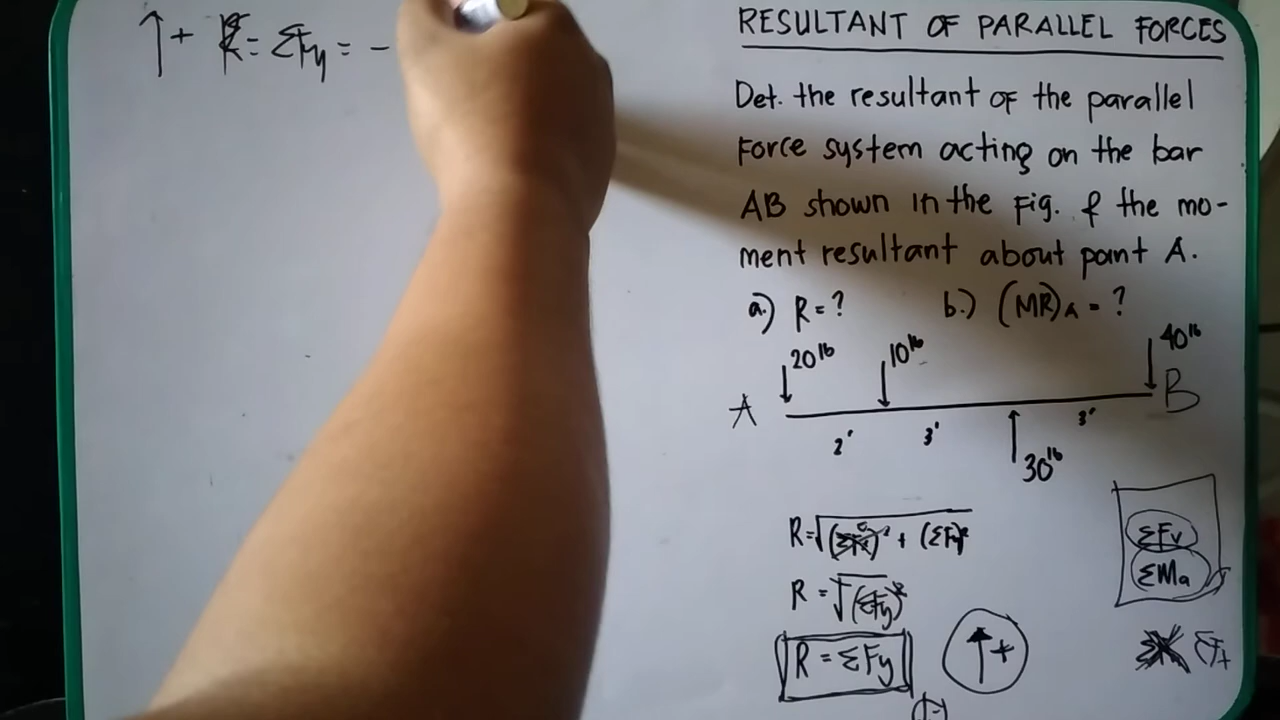 ↑+ R = ΣFy = -
RESULTANT OF PARALLEL FORCES
Det. the resultant of the parallel
Force system acting on the bar
AB shown in the Fig. & the mo-
ment resultant about point A.
a.) R = ? b.) (MR)A = ?
20lb 10lb 40lb
A B
2' 3' 3'
30lb
R = √(ΣFx)² + (ΣFy)²
R = √(ΣFy)²
R = ΣFy ↑+
(-)
ΣFv
ΣMa